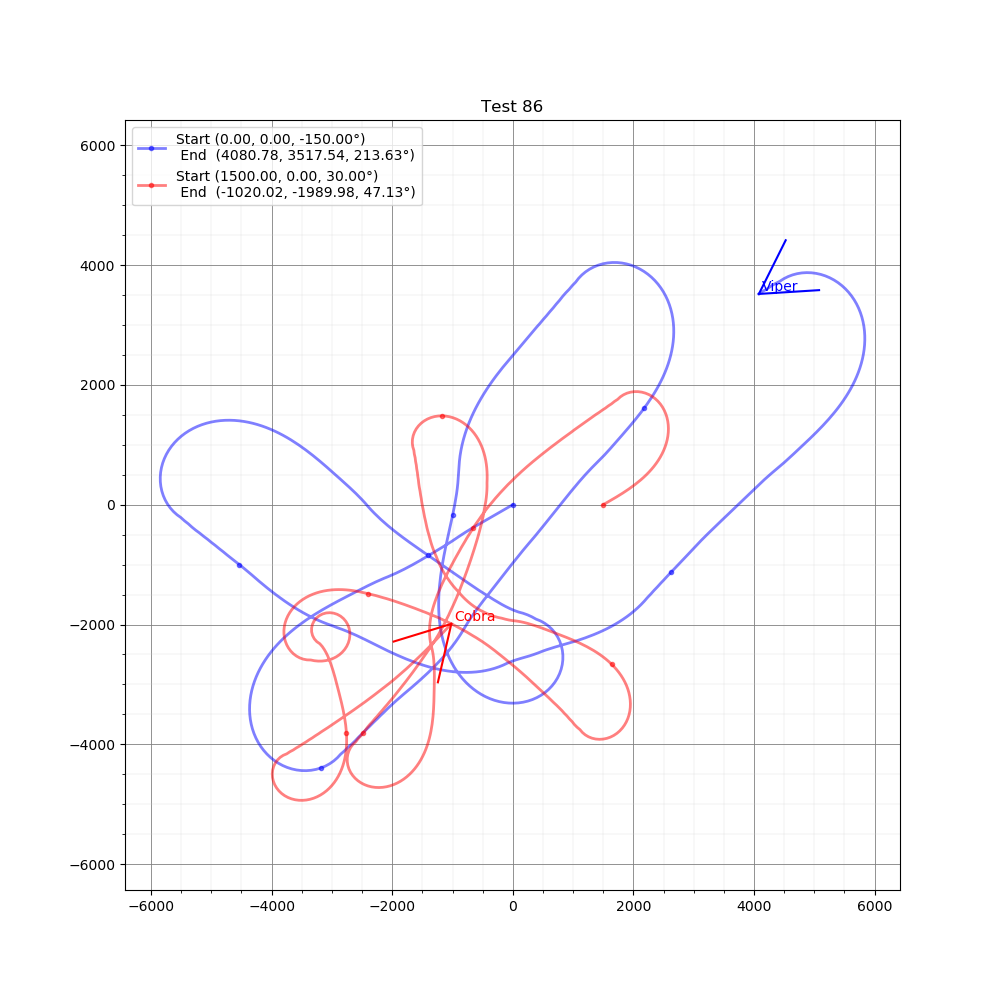 Test 86
Start (0.00, 0.00, -150.00°)
End  (4080.78, 3517.54, 213.63°)
Start (1500.00, 0.00, 30.00°)
End  (-1020.02, -1989.98, 47.13°)
6000
4000
2000
0
−2000
−4000
−6000
Viper
Cobra
−6000 −4000 −2000 0 2000 4000 6000